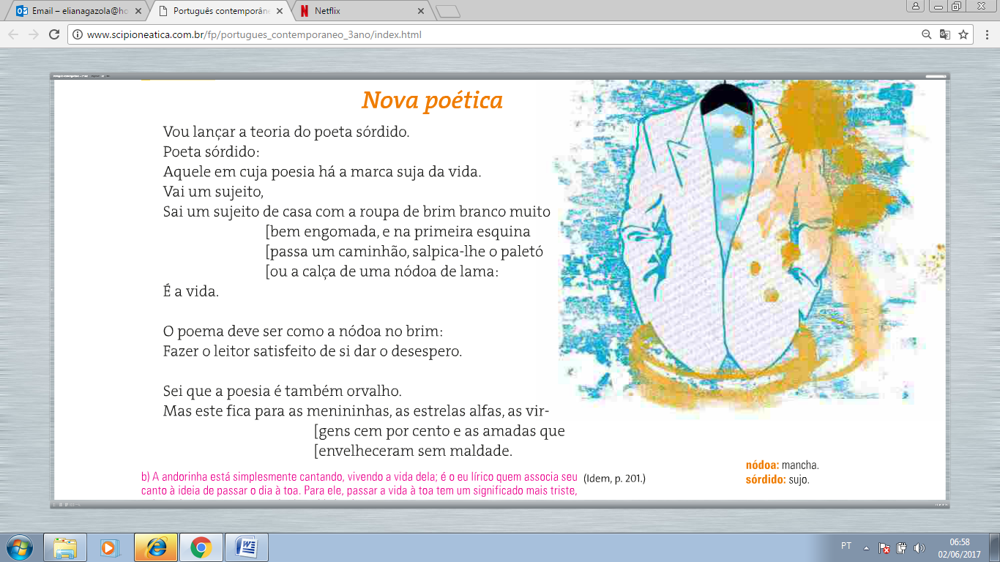 Email – elianagazola@ho
Português contemporâne
Netflix
www.scipioneatica.com.br/fp/portugues_contemporaneo_3ano/index.html
Nova poética
Vou lançar a teoria do poeta sórdido.
Poeta sórdido:
Aquele em cuja poesia há a marca suja da vida.
Vai um sujeito,
Sai um sujeito de casa com a roupa de brim branco muito
[bem engomada, e na primeira esquina
[passa um caminhão, salpica-lhe o paletó
[ou a calça de uma nódoa de lama:
É a vida.
O poema deve ser como a nódoa no brim:
Fazer o leitor satisfeito de si dar o desespero.
Sei que a poesia é também orvalho.
Mas este fica para as menininhas, as estrelas alfas, as vir-
[gens cem por cento e as amadas que
[envelheceram sem maldade.
(Idem, p. 201.)
nódoa: mancha.
sórdido: sujo.
b) A andorinha está simplesmente cantando, vivendo a vida dela; é o eu lírico quem associa seu
canto à ideia de passar o dia à toa. Para ele, passar a vida à toa tem um significado mais triste,
PT
06:58
02/06/2017